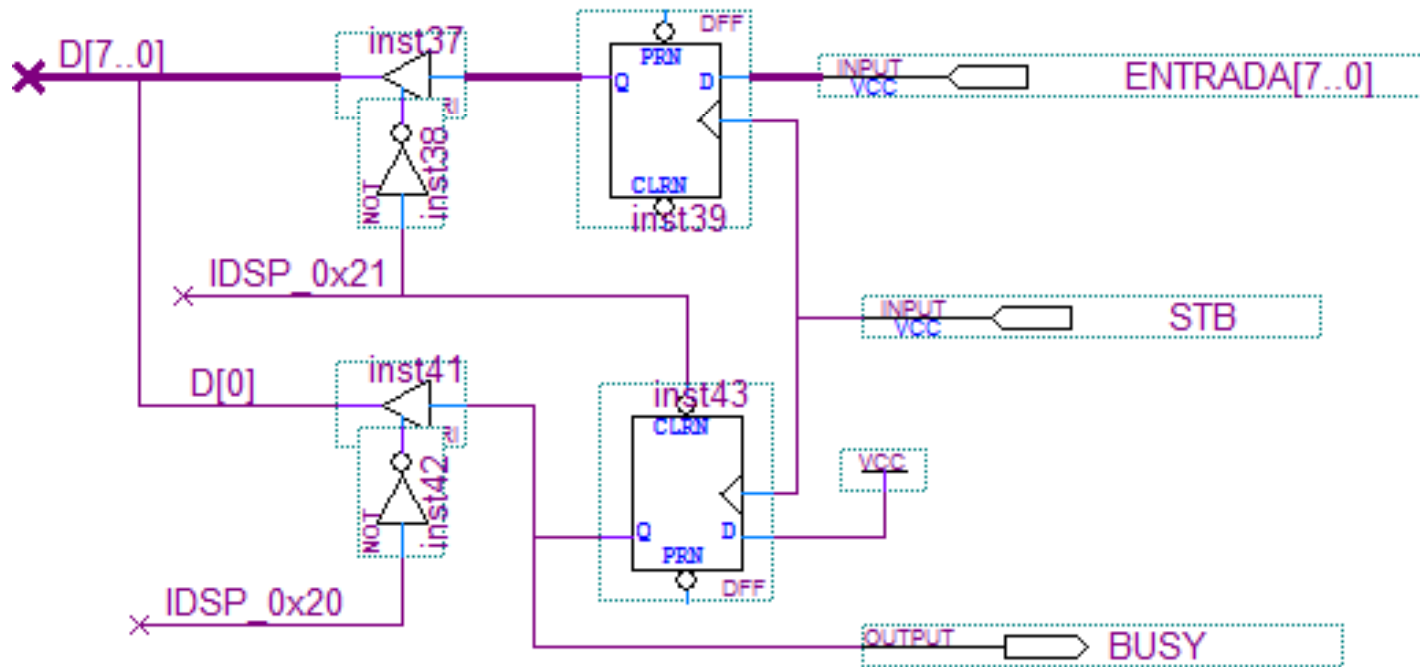 D[7..0]
inst37
DFF
PRN
Q
D
INPUT
VCC
ENTRADA[7..0]
NOT
inst38
CLRN
inst39
IDSP_0x21
INPUT
VCC
STB
D[0]
inst41
inst43
CLRN
VCC
NOT
inst42
Q
D
PRN
DFF
IDSP_0x20
OUTPUT
BUSY